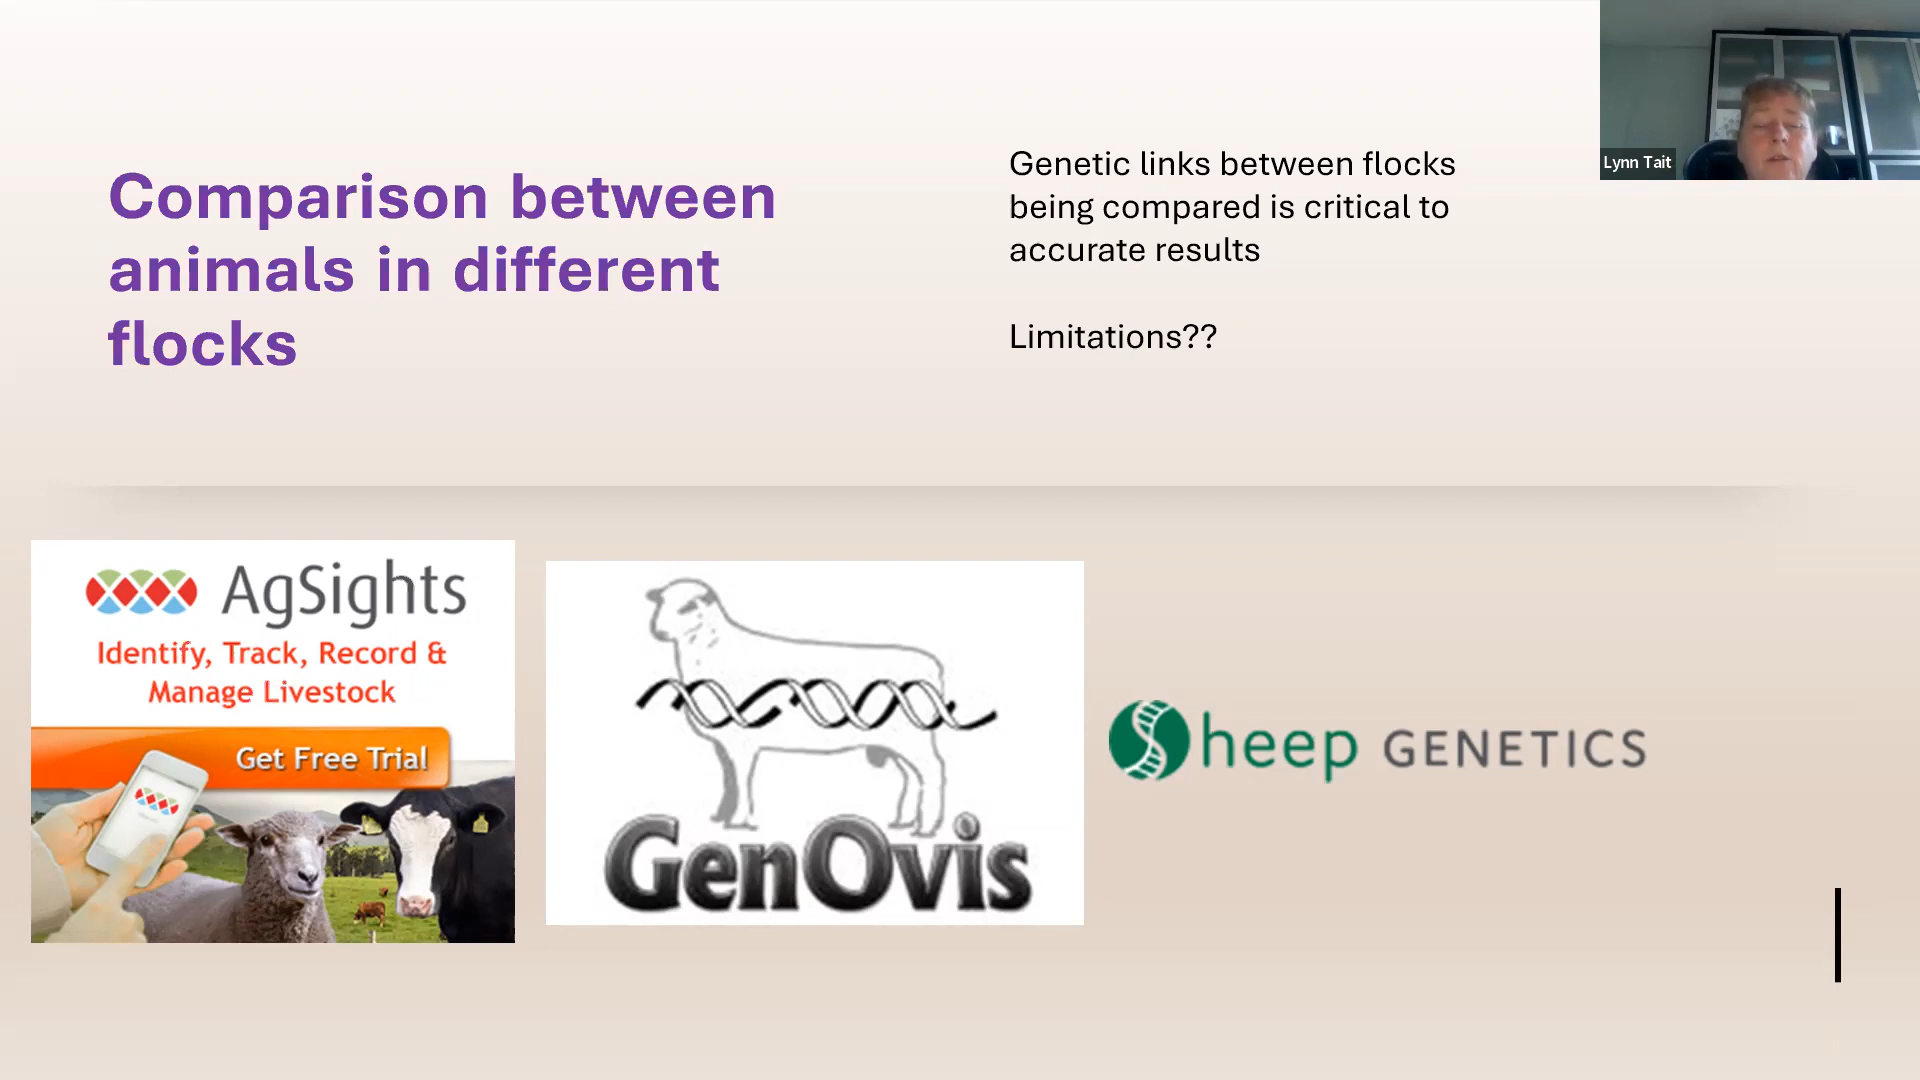 Comparison between
animals in different
flocks
Genetic links between flocks
being compared is critical to
accurate results
Limitations??
Lynn Tait
AgSights
Identify, Track, Record &
Manage Livestock
Get Free Trial
GenOvis
Sheep GENETICS